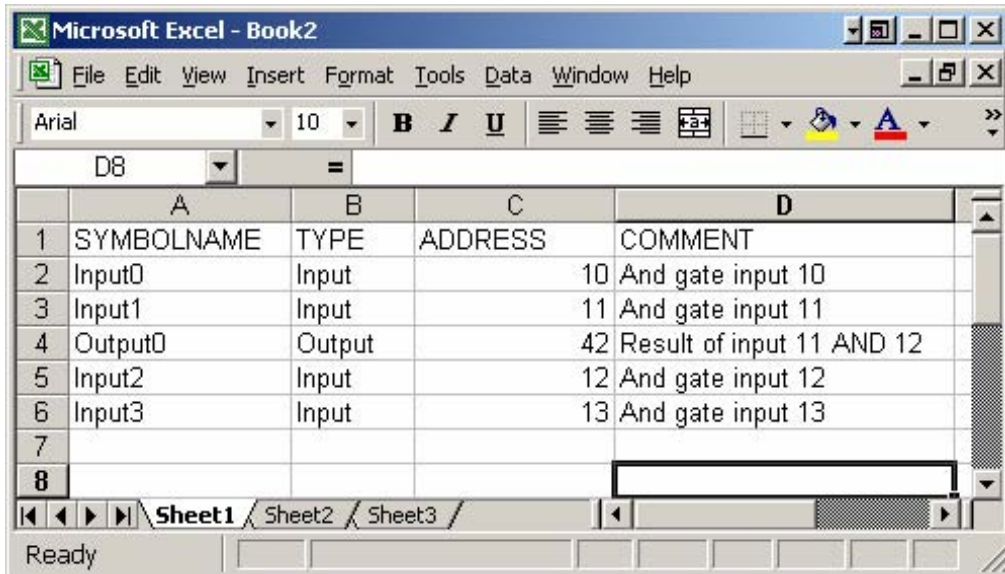 Microsoft Excel - Book2
File Edit View Insert Format Tools Data Window Help
Arial 10 B I U A »
D8 =
A B C D
1 SYMBOLNAME TYPE ADDRESS COMMENT
2 Input0 Input 10 And gate input 10
3 Input1 Input 11 And gate input 11
4 Output0 Output 42 Result of input 11 AND 12
5 Input2 Input 12 And gate input 12
6 Input3 Input 13 And gate input 13
7
8
Sheet1 Sheet2 Sheet3
Ready